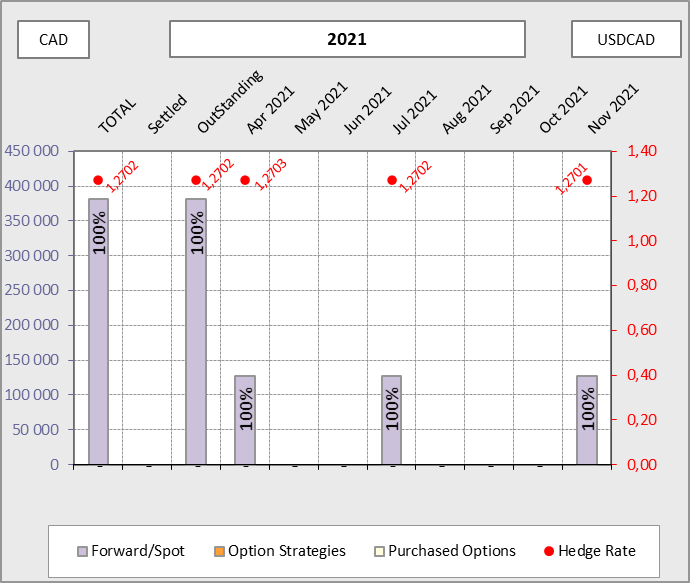 CAD
2021
USDCAD
TOTAL
Settled
OutStanding
Apr 2021
May 2021
Jun 2021
Jul 2021
Aug 2021
Sep 2021
Oct 2021
Nov 2021
450 000
400 000
350 000
300 000
250 000
200 000
150 000
100 000
50 000
0
1,2702
1,2702
1,2703
1,2702
1,2701
100%
100%
100%
100%
100%
1,40
1,20
1,00
0,80
0,60
0,40
0,20
0,00
Forward/Spot
Option Strategies
Purchased Options
Hedge Rate